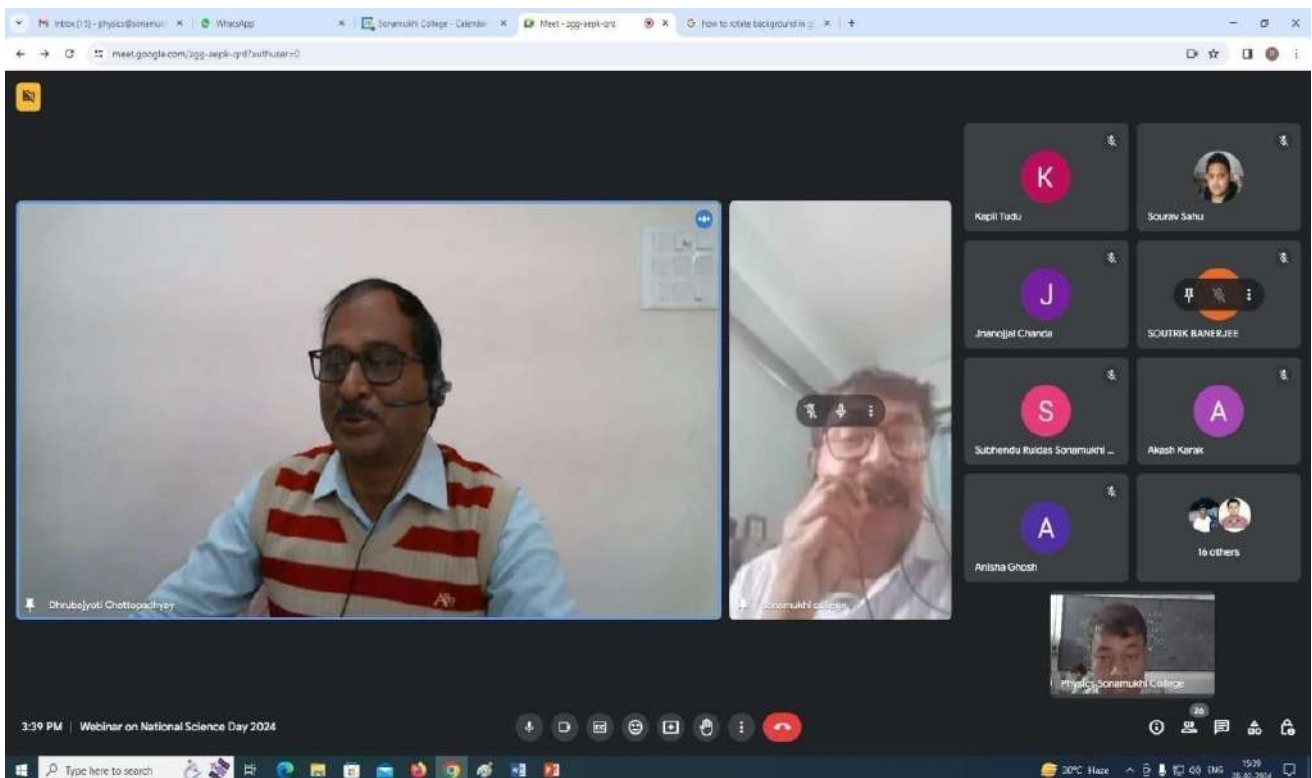 Inbox (13) - physics@sonamu
WhatsApp
Sonamukhi College - Calendar
Meet - zgg-aepk-qrd
how to rotate background in g
meet.google.com/zgg-aepk-qrd?authuser=0
K
Kapil Tudu
Sourav Sahu
J
Jnanojjal Chanda
SOUTRIK BANERJEE
S
Subhendu Ruidas Sonamukhi ...
A
Akash Karak
A
Anisha Ghosh
16 others
Dhrubajyoti Chattopadhyay
Sonamukhi college
Physics Sonamukhi College
3:39 PM | Webinar on National Science Day 2024
26
Type here to search
30°C Haze
ENG
15:39
28-02-2024